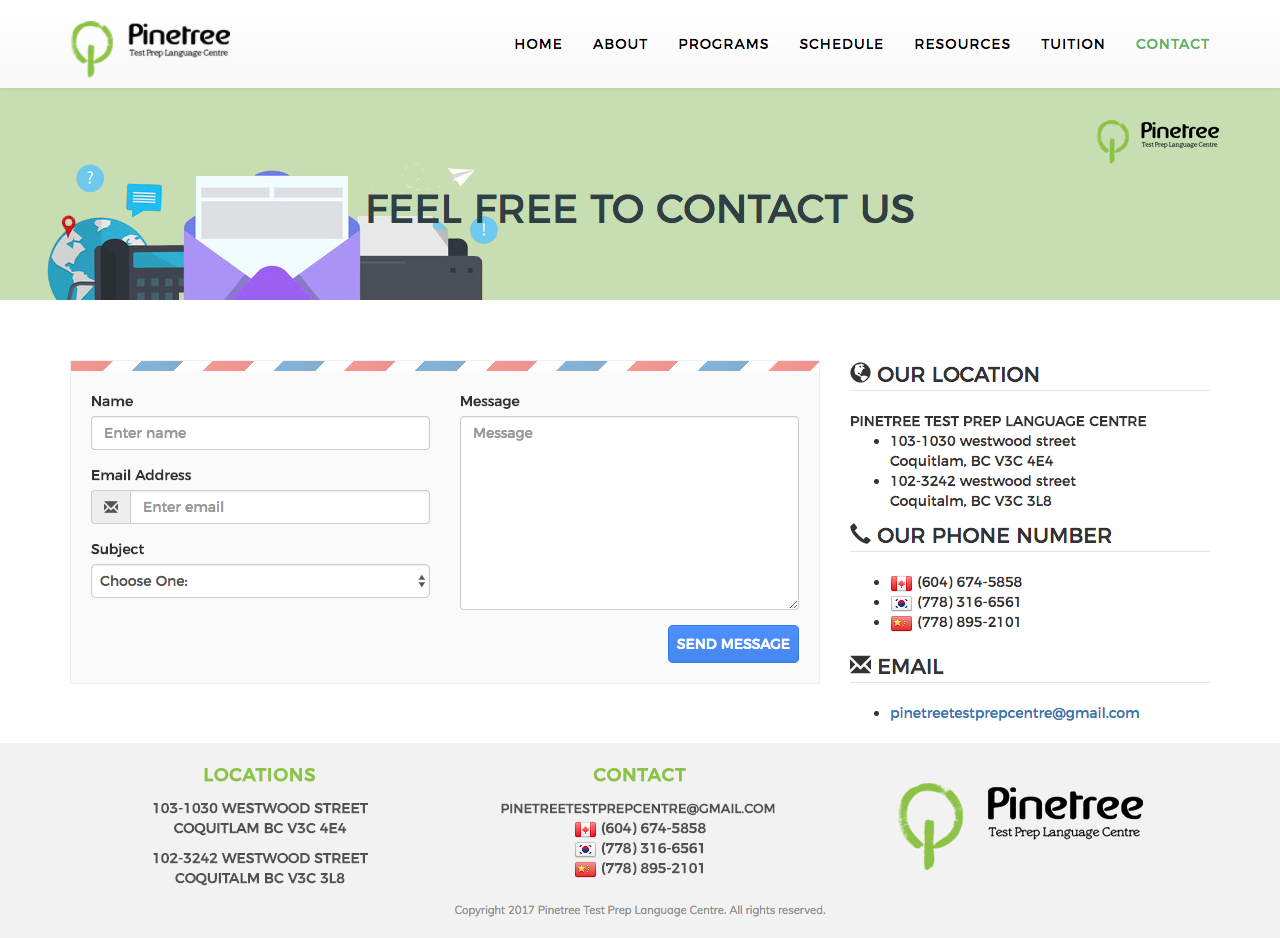 Pinetree
Test Prep Language Centre
HOME ABOUT PROGRAMS SCHEDULE RESOURCES TUITION CONTACT
Pinetree
Test Prep Language Centre
?
FEEL FREE TO CONTACT US
!
Name
Enter name
Email Address
Enter email
Subject
Choose One:
Message
Message
SEND MESSAGE
OUR LOCATION
PINETREE TEST PREP LANGUAGE CENTRE
103-1030 westwood street
Coquitlam, BC V3C 4E4
102-3242 westwood street
Coquitalm, BC V3C 3L8
OUR PHONE NUMBER
(604) 674-5858
(778) 316-6561
(778) 895-2101
EMAIL
pinetreetestprepcentre@gmail.com
LOCATIONS
103-1030 WESTWOOD STREET
COQUITLAM BC V3C 4E4
102-3242 WESTWOOD STREET
COQUITALM BC V3C 3L8
CONTACT
PINETREETESTPREPCENTRE@GMAIL.COM
(604) 674-5858
(778) 316-6561
(778) 895-2101
Pinetree
Test Prep Language Centre
Copyright 2017 Pinetree Test Prep Language Centre. All rights reserved.